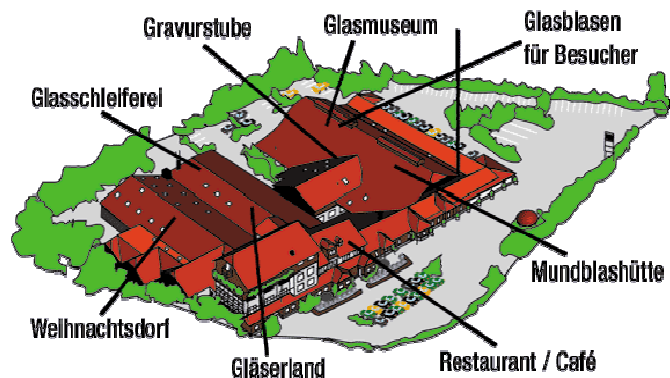 Gravurstube
Glasmuseum
Glasblasen
für Besucher
Glasschleiferei
Mundblashütte
Weihnachtsdorf
Gläserland
Restaurant / Café